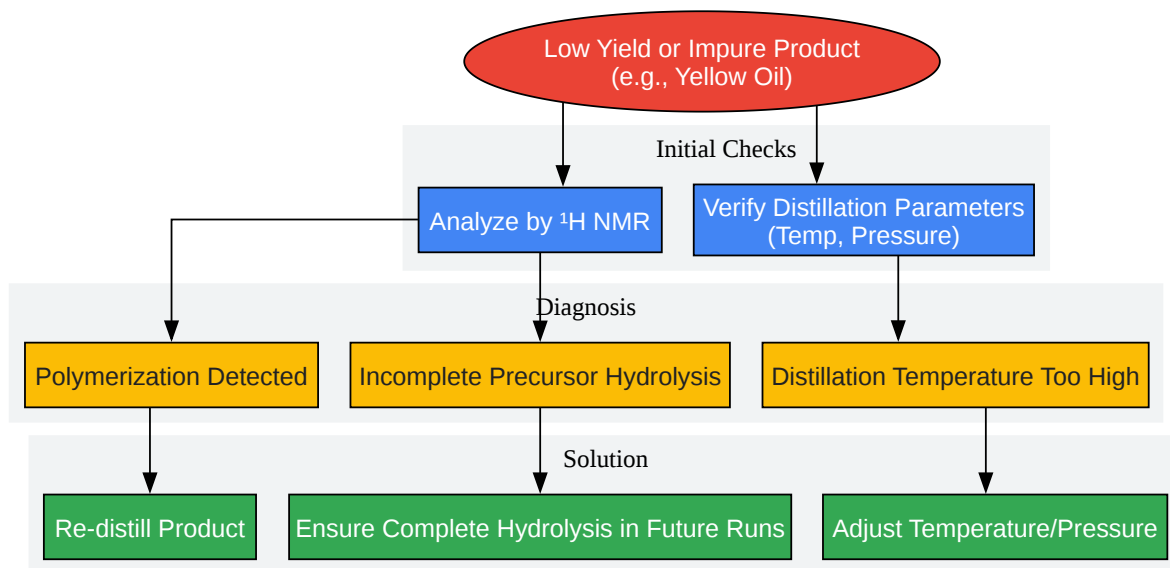 Low Yield or Impure Product
(e.g., Yellow Oil)
Initial Checks
Analyze by ¹H NMR
Verify Distillation Parameters
(Temp, Pressure)
Diagnosis
Polymerization Detected
Incomplete Precursor Hydrolysis
Distillation Temperature Too High
Solution
Re-distill Product
Ensure Complete Hydrolysis in Future Runs
Adjust Temperature/Pressure